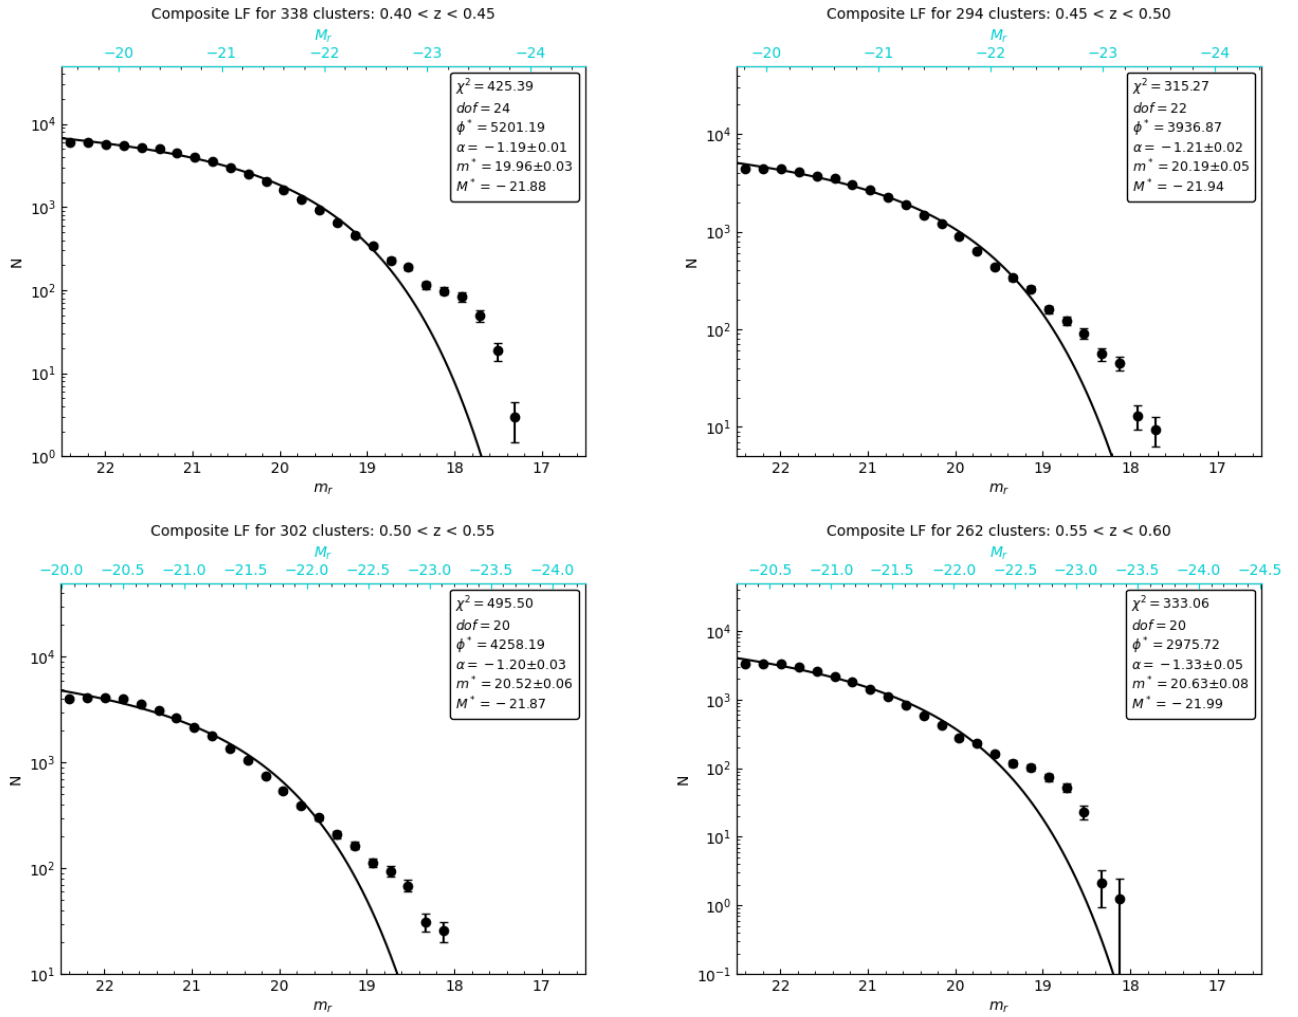 Composite LF for 338 clusters: 0.40 < z < 0.45
M_r
−20 −21 −22 −23 −24
χ² = 425.39
dof = 24
ϕ* = 5201.19
α = −1.19±0.01
m* = 19.96±0.03
M* = −21.88
10⁴
10³
10²
10¹
10⁰
N
22 21 20 19 18 17
m_r
Composite LF for 294 clusters: 0.45 < z < 0.50
M_r
−20 −21 −22 −23 −24
χ² = 315.27
dof = 22
ϕ* = 3936.87
α = −1.21±0.02
m* = 20.19±0.05
M* = −21.94
10⁴
10³
10²
10¹
N
22 21 20 19 18 17
m_r
Composite LF for 302 clusters: 0.50 < z < 0.55
M_r
−20.0 −20.5 −21.0 −21.5 −22.0 −22.5 −23.0 −23.5 −24.0
χ² = 495.50
dof = 20
ϕ* = 4258.19
α = −1.20±0.03
m* = 20.52±0.06
M* = −21.87
10⁴
10³
10²
10¹
N
22 21 20 19 18 17
m_r
Composite LF for 262 clusters: 0.55 < z < 0.60
M_r
−20.5 −21.0 −21.5 −22.0 −22.5 −23.0 −23.5 −24.0 −24.5
χ² = 333.06
dof = 20
ϕ* = 2975.72
α = −1.33±0.05
m* = 20.63±0.08
M* = −21.99
10⁴
10³
10²
10¹
10⁰
10⁻¹
N
22 21 20 19 18 17
m_r